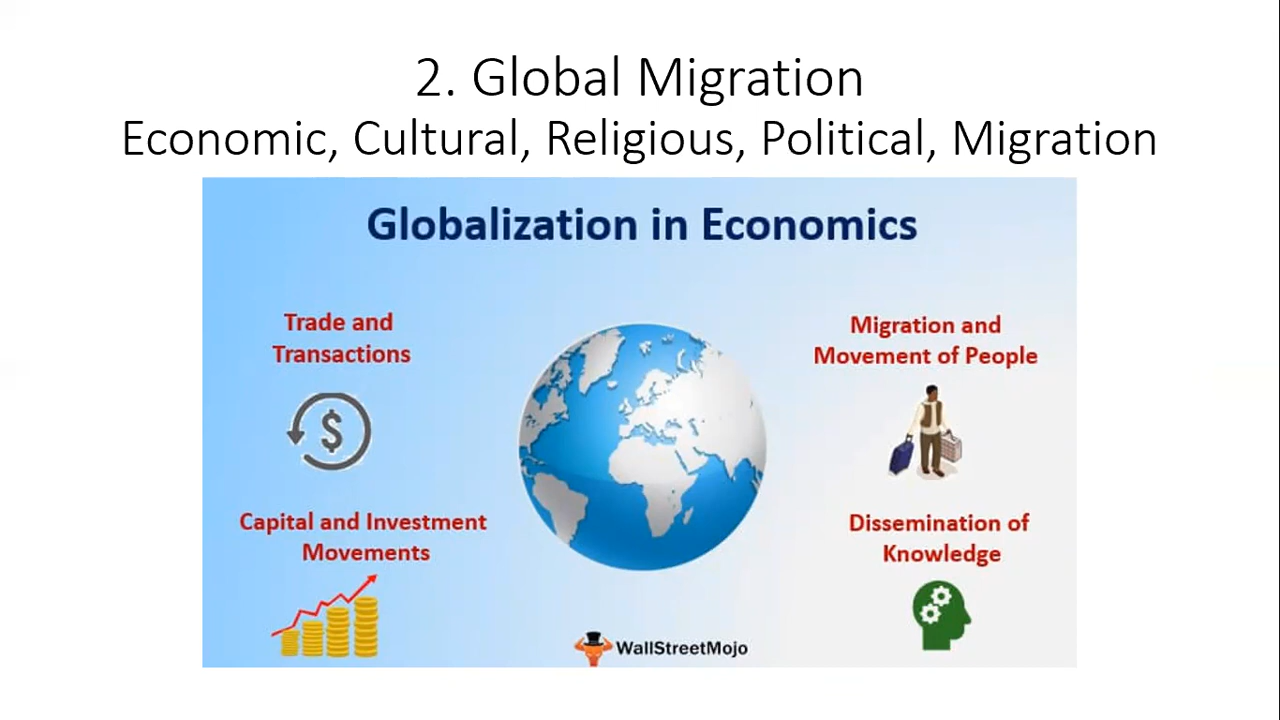 2. Global Migration
Economic, Cultural, Religious, Political, Migration
Globalization in Economics
Trade and
Transactions
$
Capital and Investment
Movements
Migration and
Movement of People
Dissemination of
Knowledge
WallStreetMojo